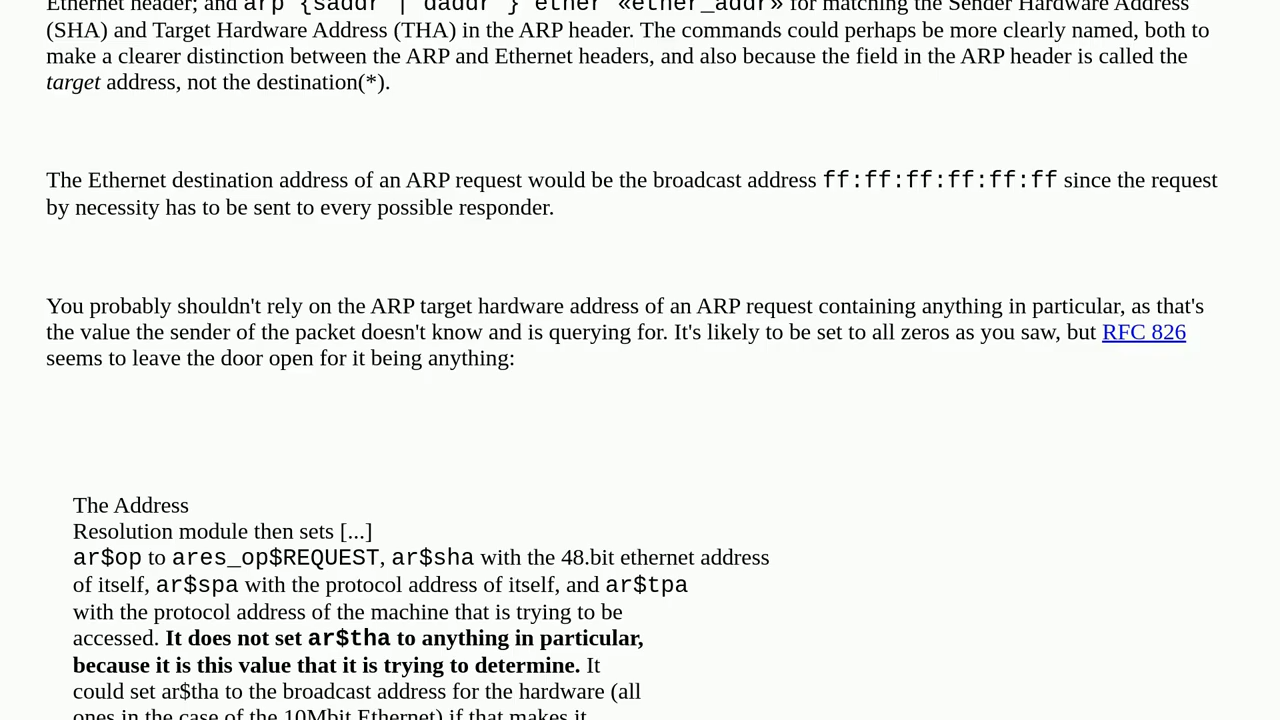 Ethernet header; and arp {saddr | daddr } ether «ether_addr» for matching the Sender Hardware Address
(SHA) and Target Hardware Address (THA) in the ARP header. The commands could perhaps be more clearly named, both to
make a clearer distinction between the ARP and Ethernet headers, and also because the field in the ARP header is called the
target address, not the destination(*).
The Ethernet destination address of an ARP request would be the broadcast address ff:ff:ff:ff:ff:ff since the request
by necessity has to be sent to every possible responder.
You probably shouldn't rely on the ARP target hardware address of an ARP request containing anything in particular, as that's
the value the sender of the packet doesn't know and is querying for. It's likely to be set to all zeros as you saw, but RFC 826
seems to leave the door open for it being anything:
The Address
Resolution module then sets [...]
ar$op to ares_op$REQUEST, ar$sha with the 48.bit ethernet address
of itself, ar$spa with the protocol address of itself, and ar$tpa
with the protocol address of the machine that is trying to be
accessed. It does not set ar$tha to anything in particular,
because it is this value that it is trying to determine. It
could set ar$tha to the broadcast address for the hardware (all
ones in the case of the 10Mbit Ethernet) if that makes it